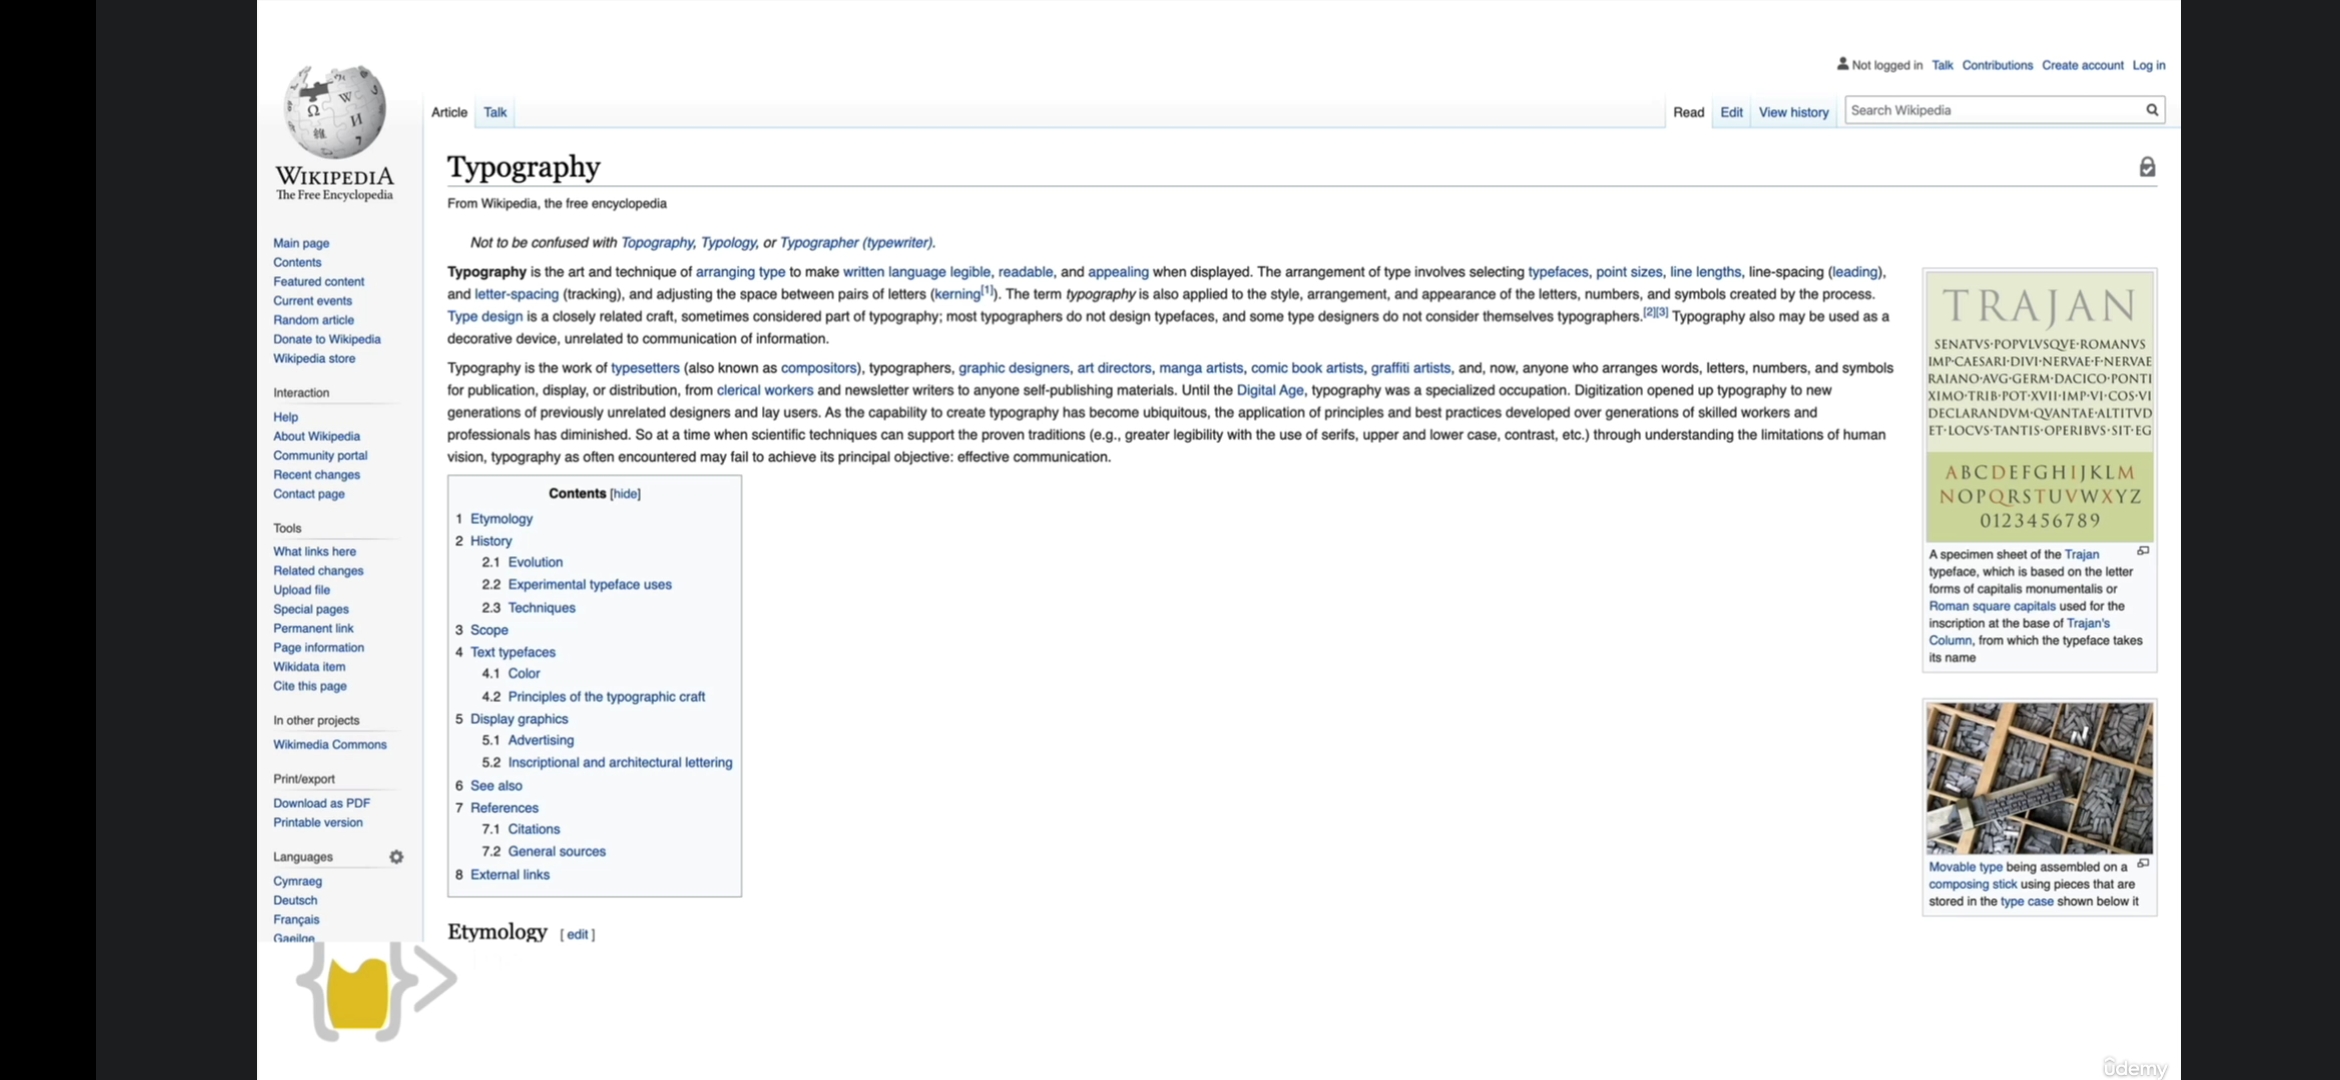 Not logged in Talk Contributions Create account Log in
Article Talk Read Edit View history Search Wikipedia
WIKIPEDIA
The Free Encyclopedia
Main page
Contents
Featured content
Current events
Random article
Donate to Wikipedia
Wikipedia store
Interaction
Help
About Wikipedia
Community portal
Recent changes
Contact page
Tools
What links here
Related changes
Upload file
Special pages
Permanent link
Page information
Wikidata item
Cite this page
In other projects
Wikimedia Commons
Print/export
Download as PDF
Printable version
Languages
Cymraeg
Deutsch
Français
Gaeilge
Typography
From Wikipedia, the free encyclopedia
Not to be confused with Topography, Typology, or Typographer (typewriter).
Typography is the art and technique of arranging type to make written language legible, readable, and appealing when displayed. The arrangement of type involves selecting typefaces, point sizes, line lengths, line-spacing (leading),
and letter-spacing (tracking), and adjusting the space between pairs of letters (kerning[1]). The term typography is also applied to the style, arrangement, and appearance of the letters, numbers, and symbols created by the process.
Type design is a closely related craft, sometimes considered part of typography; most typographers do not design typefaces, and some type designers do not consider themselves typographers.[2][3] Typography also may be used as a
decorative device, unrelated to communication of information.
Typography is the work of typesetters (also known as compositors), typographers, graphic designers, art directors, manga artists, comic book artists, graffiti artists, and, now, anyone who arranges words, letters, numbers, and symbols
for publication, display, or distribution, from clerical workers and newsletter writers to anyone self-publishing materials. Until the Digital Age, typography was a specialized occupation. Digitization opened up typography to new
generations of previously unrelated designers and lay users. As the capability to create typography has become ubiquitous, the application of principles and best practices developed over generations of skilled workers and
professionals has diminished. So at a time when scientific techniques can support the proven traditions (e.g., greater legibility with the use of serifs, upper and lower case, contrast, etc.) through understanding the limitations of human
vision, typography as often encountered may fail to achieve its principal objective: effective communication.
Contents [hide]
1 Etymology
2 History
2.1 Evolution
2.2 Experimental typeface uses
2.3 Techniques
3 Scope
4 Text typefaces
4.1 Color
4.2 Principles of the typographic craft
5 Display graphics
5.1 Advertising
5.2 Inscriptional and architectural lettering
6 See also
7 References
7.1 Citations
7.2 General sources
8 External links
Etymology [ edit ]
TRAJAN
SENATVS·POPVLVSQVE·ROMANVS
IMP·CAESARI·DIVI·NERVAE·F·NERVAE
RAIANO·AVG·GERM·DACICO·PONTI
XIMO·TRIB·POT·XVII·IMP·VI·COS·VI
DECLARANDVM·QVANTAE·ALTITVD
ET·LOCVS·TANTIS·OPERIBVS·SIT·EG
ABCDEFGHIJKLM
NOPQRSTUVWXYZ
0123456789
A specimen sheet of the Trajan
typeface, which is based on the letter
forms of capitalis monumentalis or
Roman square capitals used for the
inscription at the base of Trajan's
Column, from which the typeface takes
its name
Movable type being assembled on a
composing stick using pieces that are
stored in the type case shown below it
{ }>
ûdemy